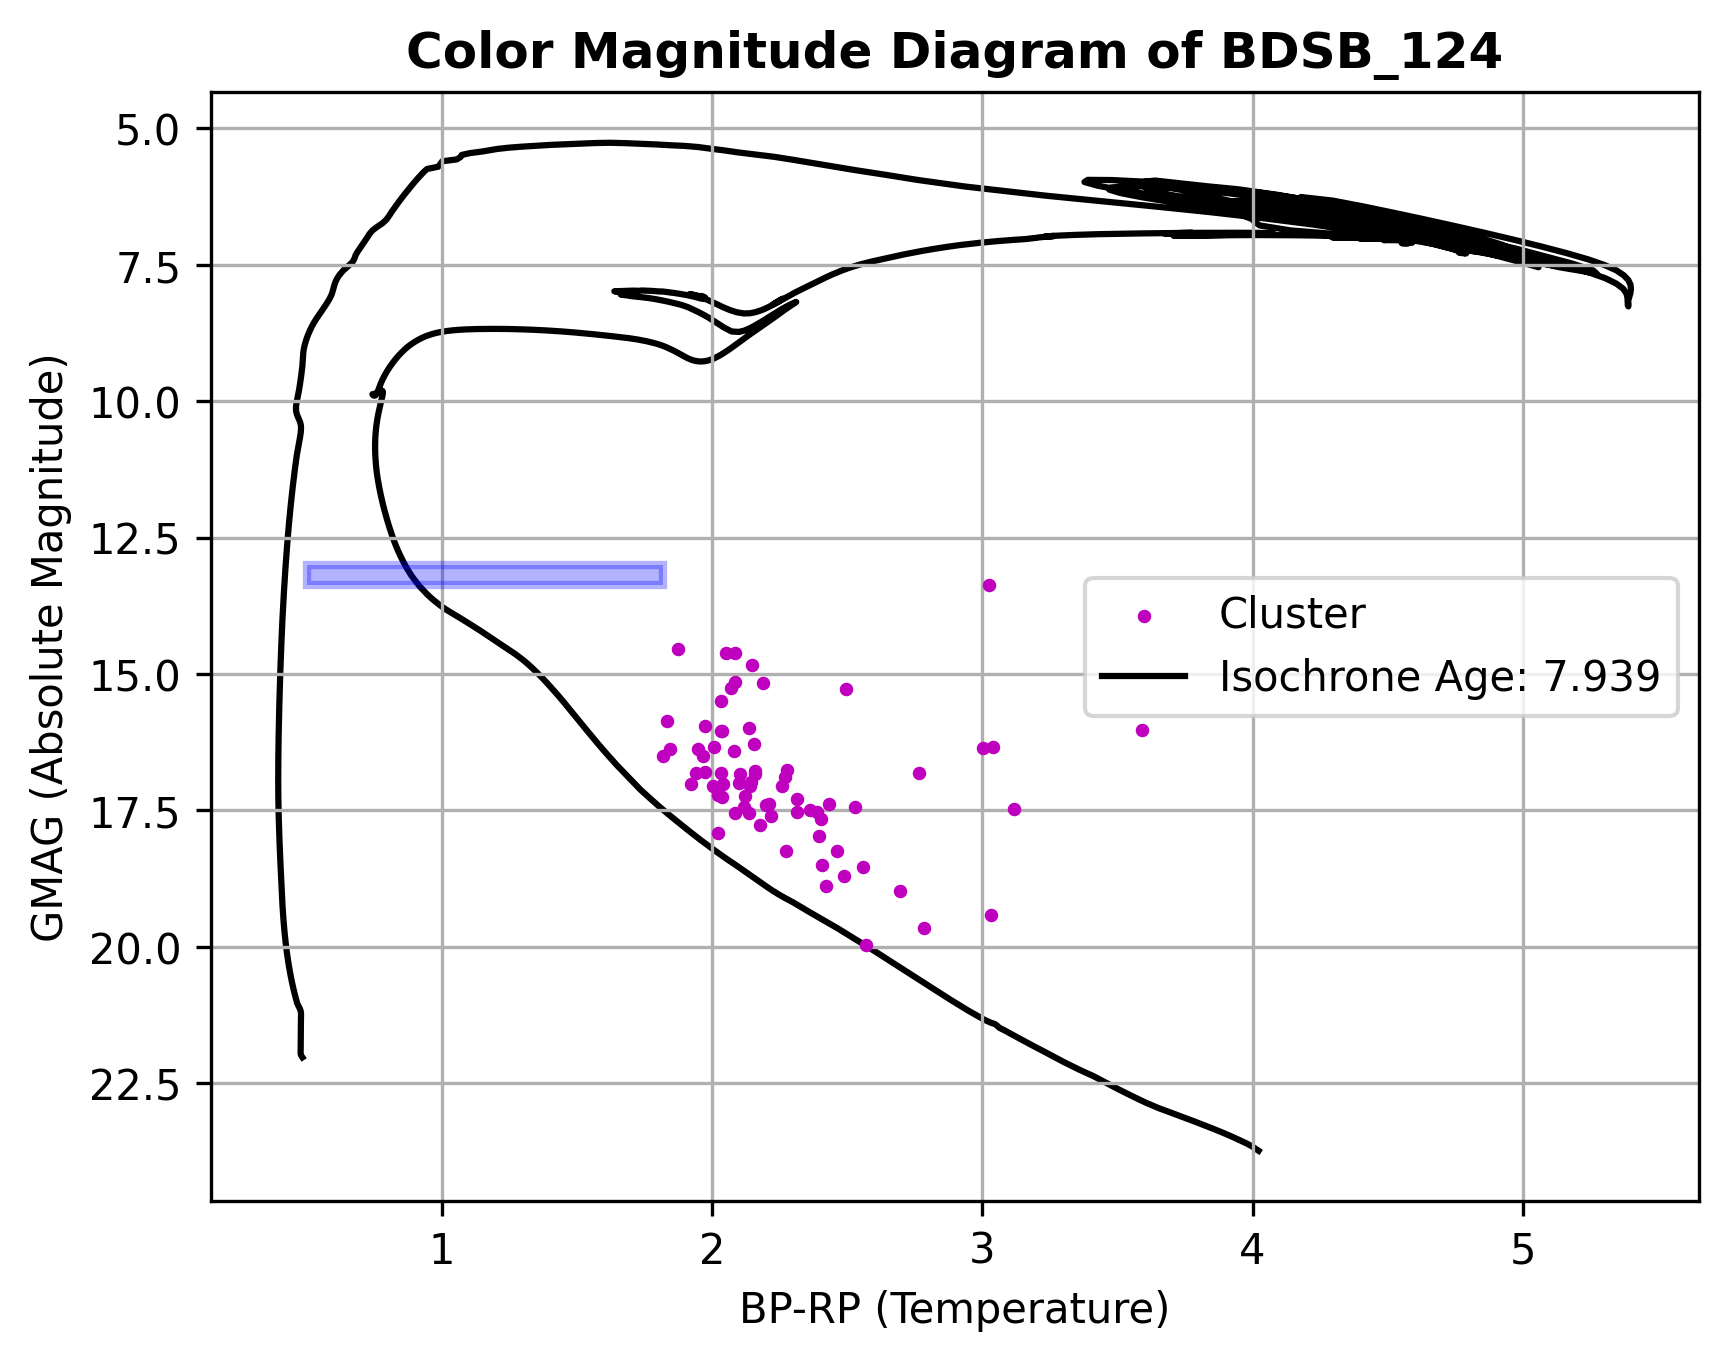 Color Magnitude Diagram of BDSB_124
GMAG (Absolute Magnitude)
5.0
7.5
10.0
12.5
15.0
17.5
20.0
22.5
Cluster
Isochrone Age: 7.939
1 2 3 4 5
BP-RP (Temperature)